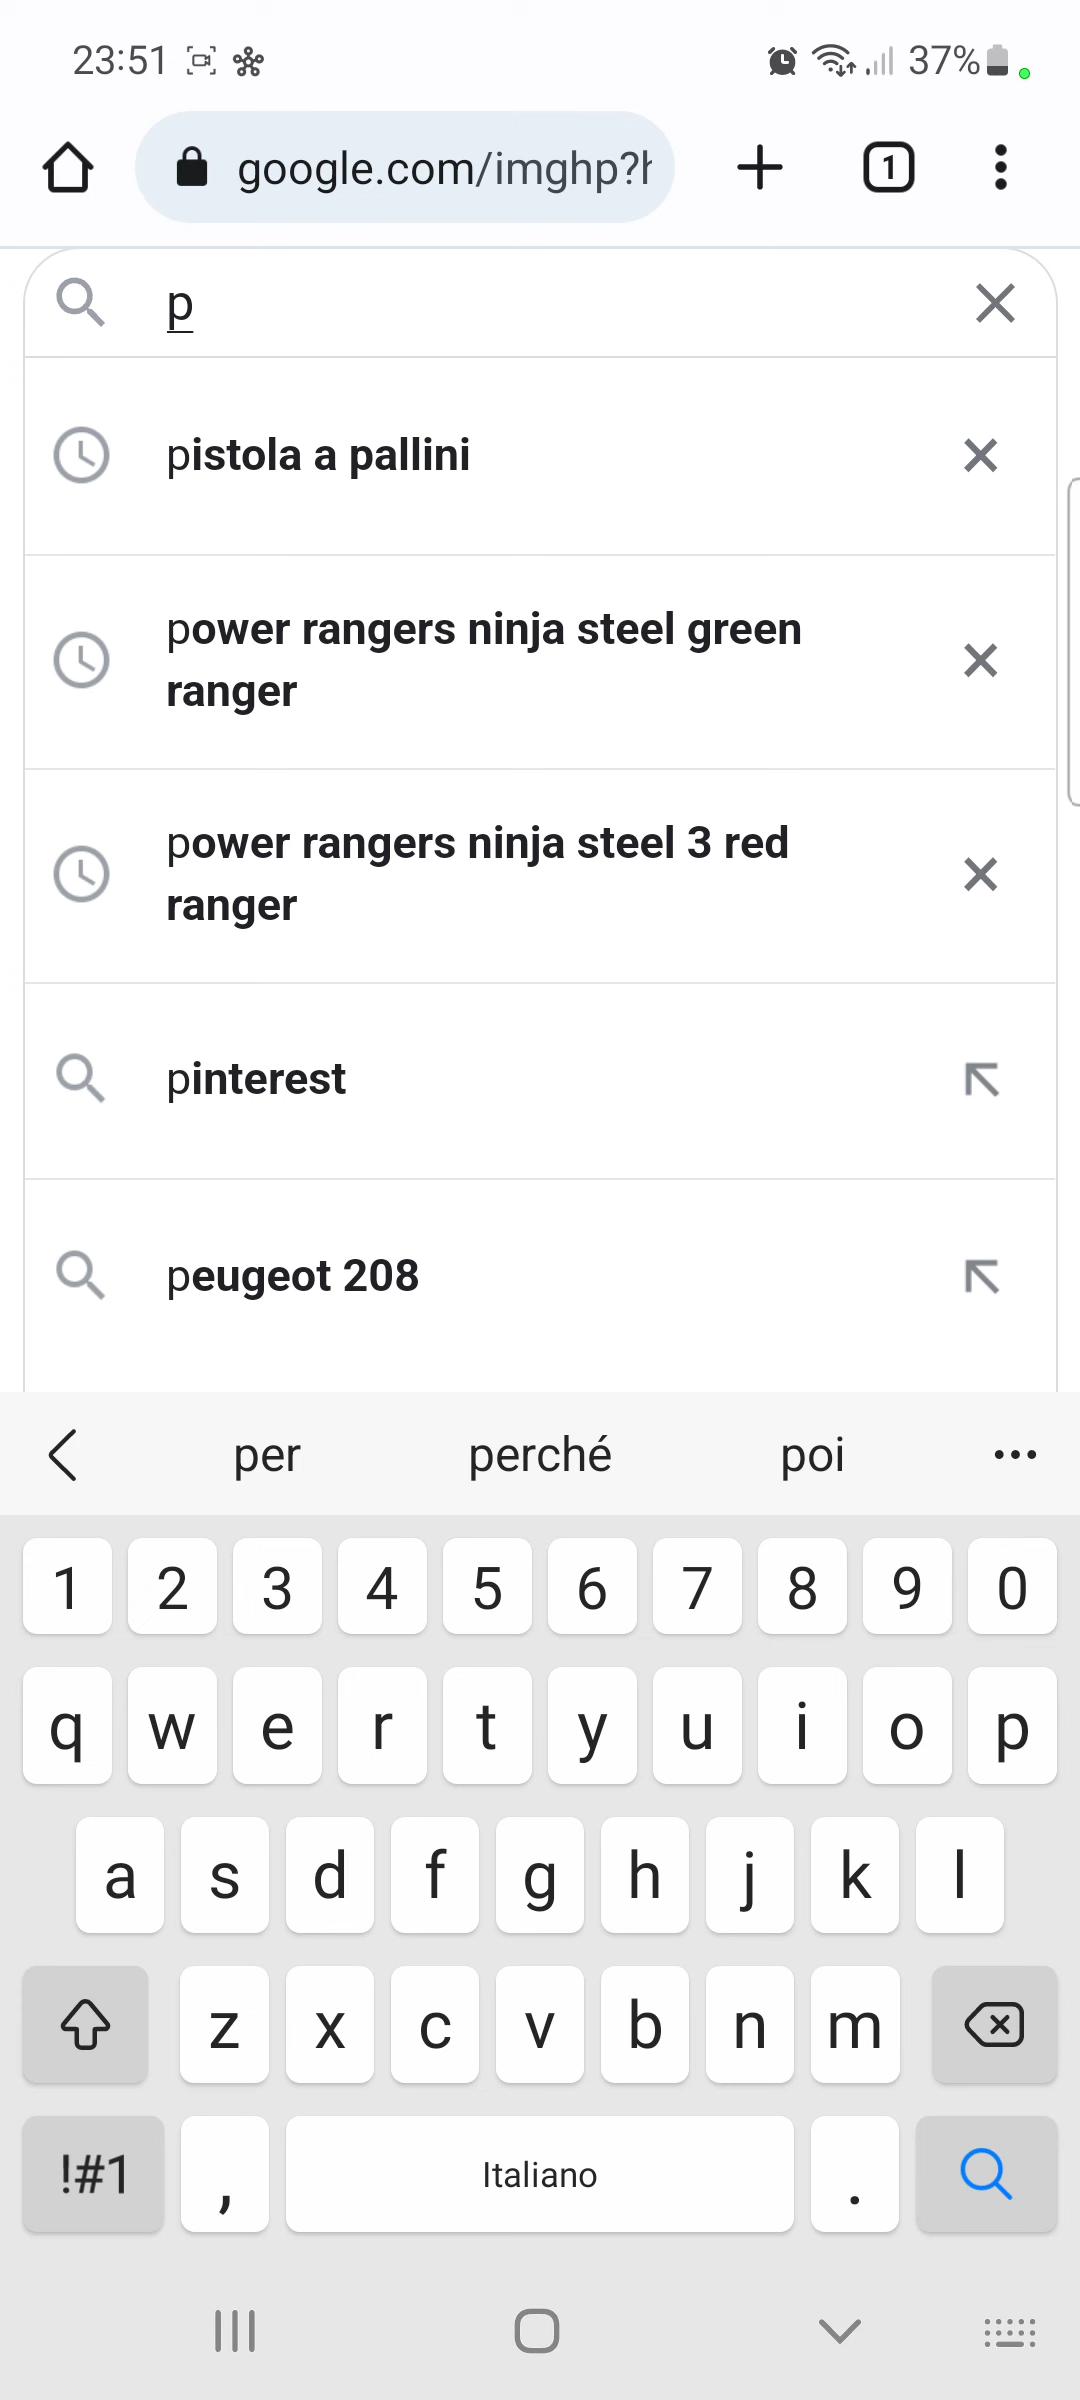 23:51 37%
google.com/imghp?h
1
p
pistola a pallini
power rangers ninja steel green
ranger
power rangers ninja steel 3 red
ranger
pinterest
peugeot 208
per perché poi
1 2 3 4 5 6 7 8 9 0
q w e r t y u i o p
a s d f g h j k l
z x c v b n m
!#1 , Italiano .